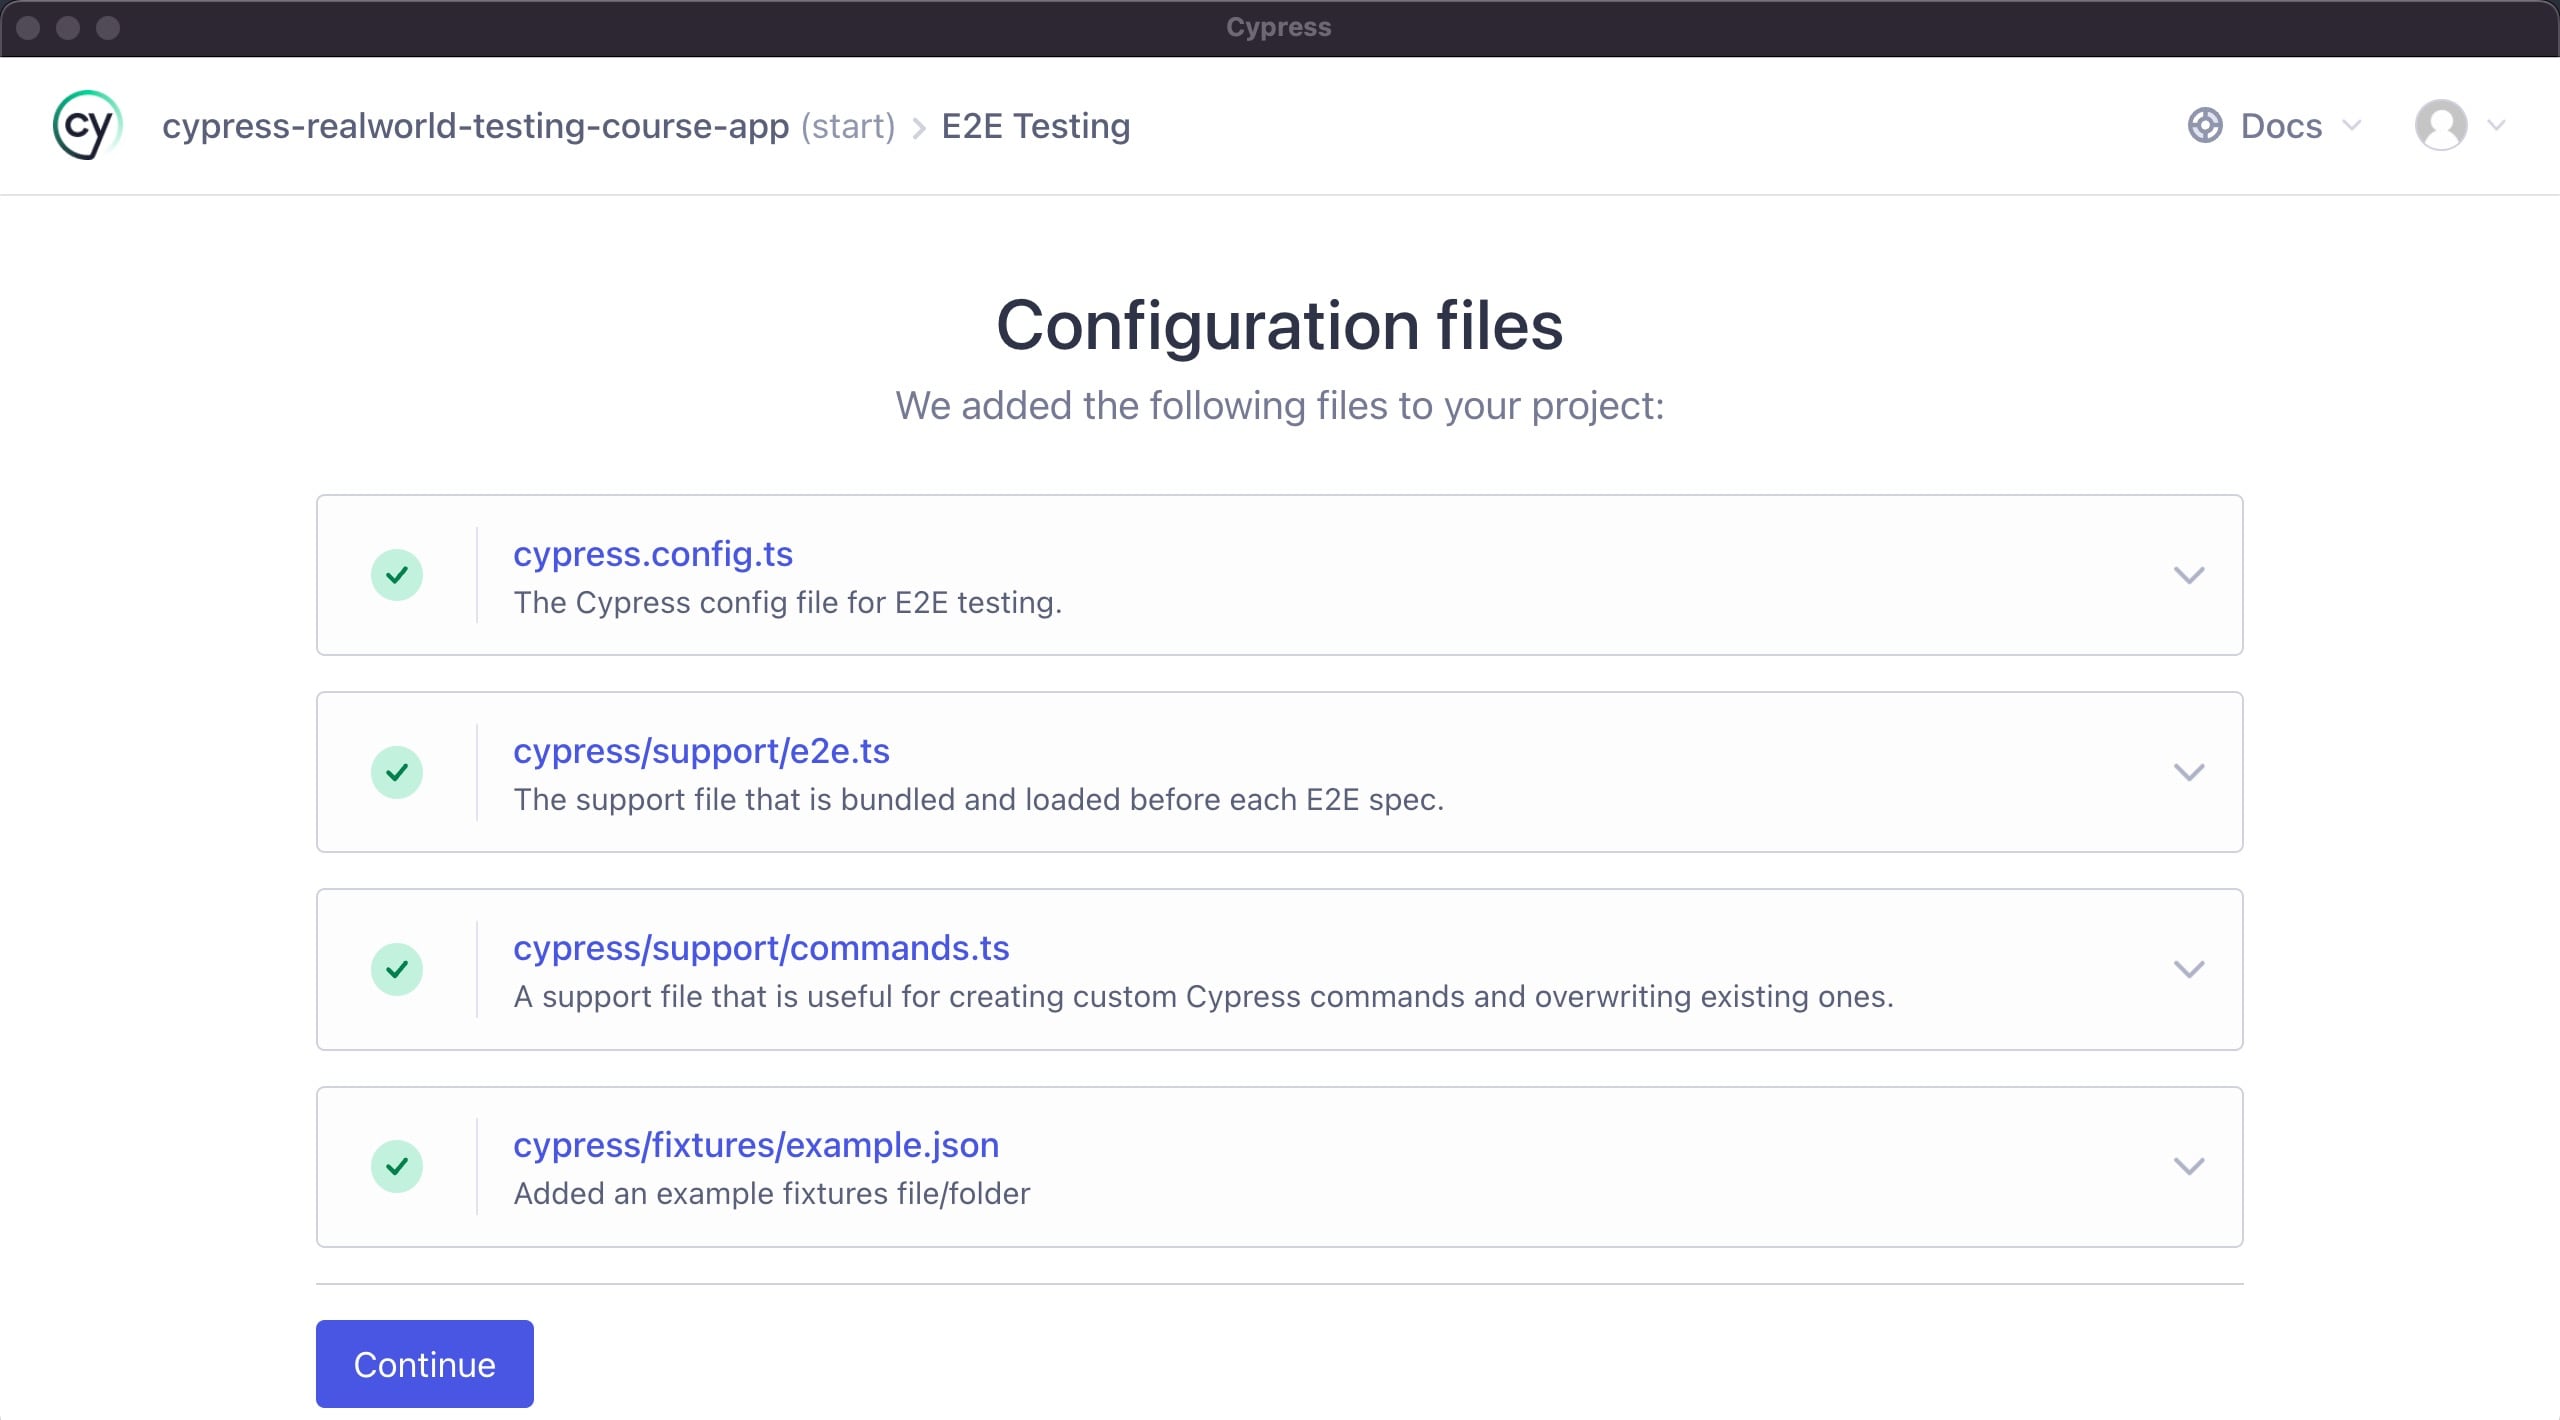 Cypress
cy cypress-realworld-testing-course-app (start) > E2E Testing Docs
Configuration files
We added the following files to your project:
cypress.config.ts
The Cypress config file for E2E testing.
cypress/support/e2e.ts
The support file that is bundled and loaded before each E2E spec.
cypress/support/commands.ts
A support file that is useful for creating custom Cypress commands and overwriting existing ones.
cypress/fixtures/example.json
Added an example fixtures file/folder
Continue